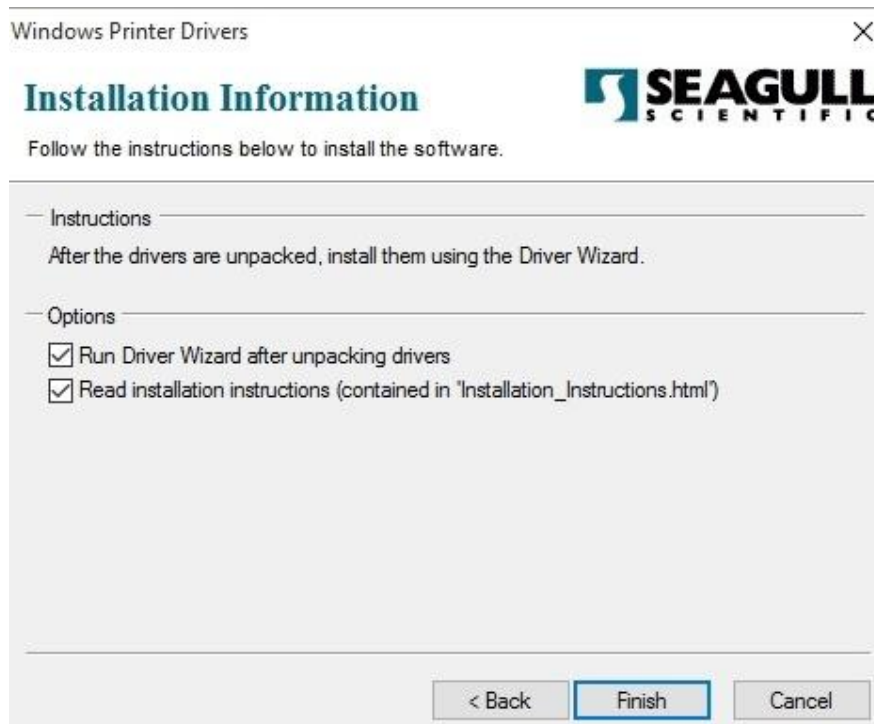 Windows Printer Drivers
Installation Information
SEAGULL
SCIENTIFIC
Follow the instructions below to install the software.
Instructions
After the drivers are unpacked, install them using the Driver Wizard.
Options
Run Driver Wizard after unpacking drivers
Read installation instructions (contained in 'Installation_Instructions.html')
< Back Finish Cancel